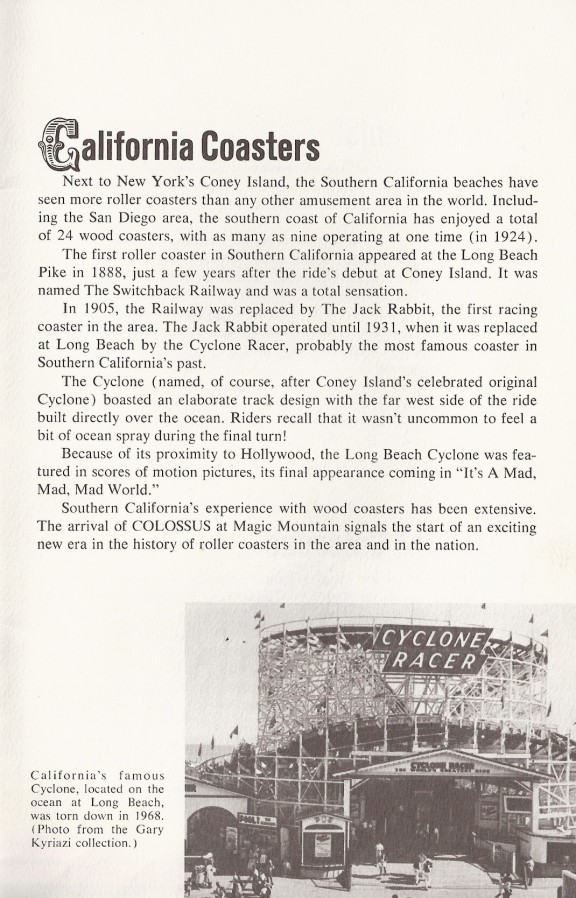 California Coasters
Next to New York's Coney Island, the Southern California beaches have
seen more roller coasters than any other amusement area in the world. Includ-
ing the San Diego area, the southern coast of California has enjoyed a total
of 24 wood coasters, with as many as nine operating at one time (in 1924).
The first roller coaster in Southern California appeared at the Long Beach
Pike in 1888, just a few years after the ride's debut at Coney Island. It was
named The Switchback Railway and was a total sensation.
In 1905, the Railway was replaced by The Jack Rabbit, the first racing
coaster in the area. The Jack Rabbit operated until 1931, when it was replaced
at Long Beach by the Cyclone Racer, probably the most famous coaster in
Southern California's past.
The Cyclone (named, of course, after Coney Island's celebrated original
Cyclone) boasted an elaborate track design with the far west side of the ride
built directly over the ocean. Riders recall that it wasn't uncommon to feel a
bit of ocean spray during the final turn!
Because of its proximity to Hollywood, the Long Beach Cyclone was fea-
tured in scores of motion pictures, its final appearance coming in "It's A Mad,
Mad, Mad World."
Southern California's experience with wood coasters has been extensive.
The arrival of COLOSSUS at Magic Mountain signals the start of an exciting
new era in the history of roller coasters in the area and in the nation.
CYCLONE
RACER
CYCLONE RACER
THE WORLD'S GREATEST RIDE
California's famous
Cyclone, located on the
ocean at Long Beach,
was torn down in 1968.
(Photo from the Gary
Kyriazi collection.)